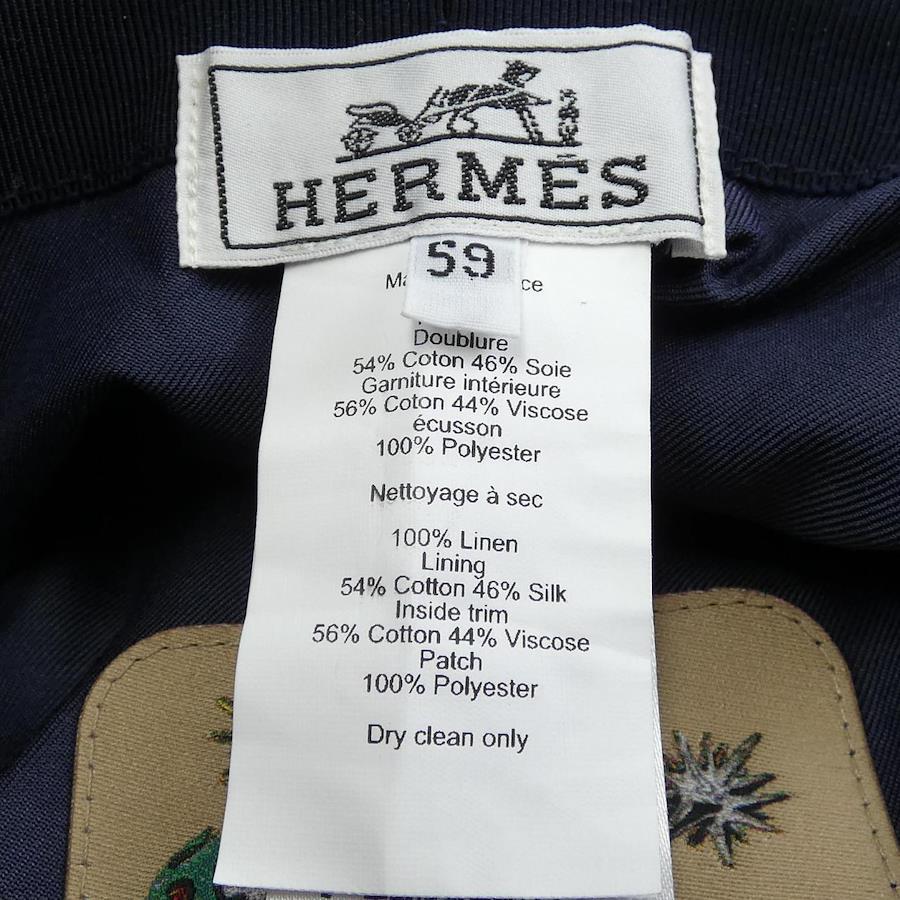 HERMÈS
59
Ma ce
Doublure
54% Coton 46% Soie
Garniture intérieure
56% Coton 44% Viscose
écusson
100% Polyester
Nettoyage à sec
100% Linen
Lining
54% Cotton 46% Silk
Inside trim
56% Cotton 44% Viscose
Patch
100% Polyester
Dry clean only